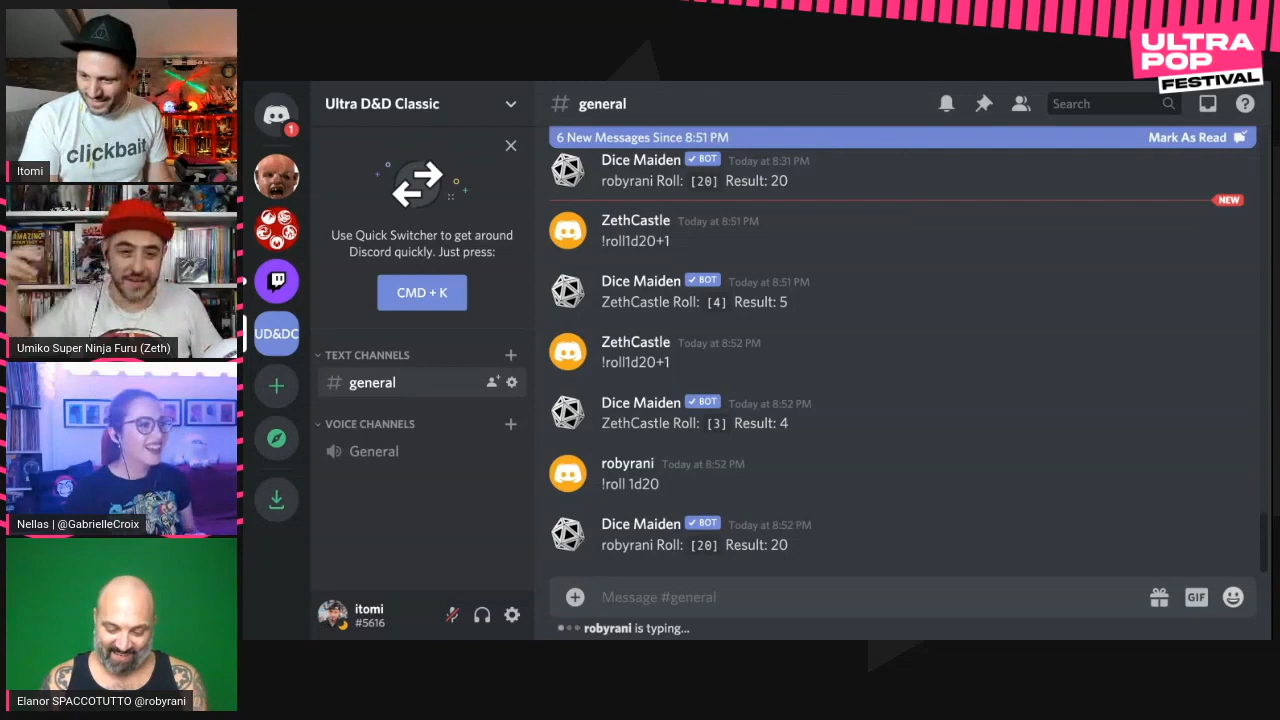 ULTRA
POP
FESTIVAL
clickbait
Itomi
Umiko Super Ninja Furu (Zeth)
Nellas | @GabrielleCroix
Elanor SPACCOTUTTO @robyrani
1
UD&DC
Ultra D&D Classic
Use Quick Switcher to get around
Discord quickly. Just press:
CMD + K
TEXT CHANNELS
# general
VOICE CHANNELS
General
itomi
#5616
# general
Search
6 New Messages Since 8:51 PM
Mark As Read
Dice Maiden ✓ BOT Today at 8:31 PM
robyrani Roll: [20] Result: 20
NEW
ZethCastle Today at 8:51 PM
!roll1d20+1
Dice Maiden ✓ BOT Today at 8:51 PM
ZethCastle Roll: [4] Result: 5
ZethCastle Today at 8:52 PM
!roll1d20+1
Dice Maiden ✓ BOT Today at 8:52 PM
ZethCastle Roll: [3] Result: 4
robyrani Today at 8:52 PM
!roll 1d20
Dice Maiden ✓ BOT Today at 8:52 PM
robyrani Roll: [20] Result: 20
Message #general
GIF
robyrani is typing...